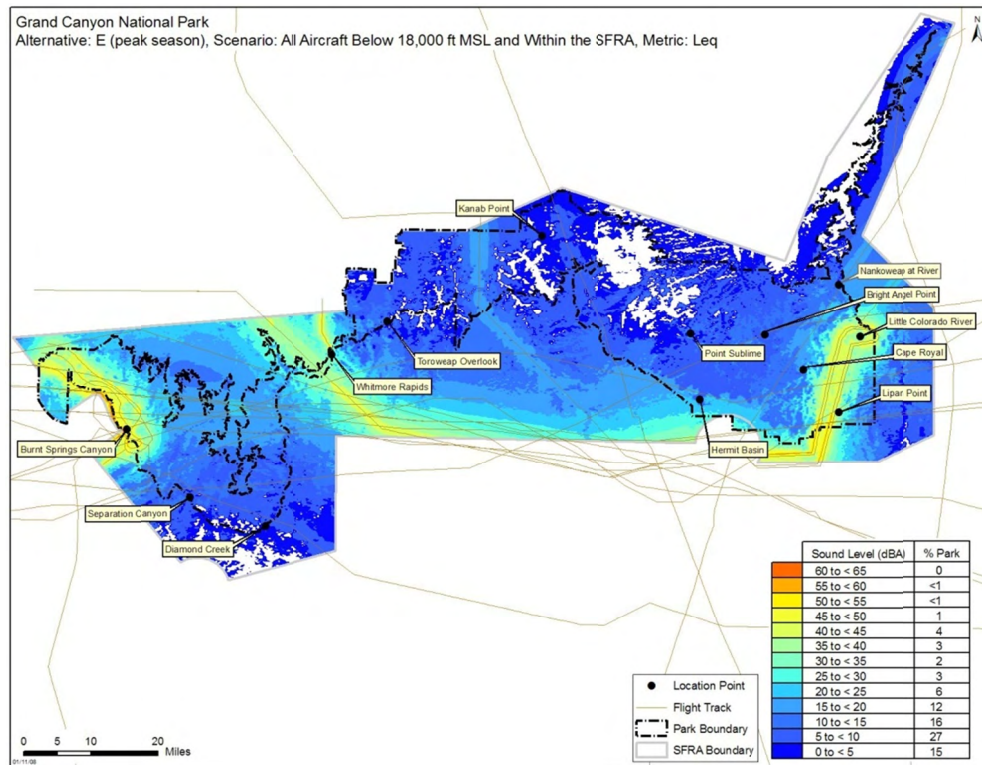 Grand Canyon National Park
Alternative: E (peak season), Scenario: All Aircraft Below 18,000 ft MSL and Within the SFRA, Metric: Leq
N
Kanab Point
Nankoweap at River
Bright Angel Point
Little Colorado River
Point Sublime
Cape Royal
Toroweap Overlook
Whitmore Rapids
Lipar Point
Burnt Springs Canyon
Hermit Basin
Separation Canyon
Diamond Creek
Sound Level (dBA) % Park
60 to < 65 0
55 to < 60 <1
50 to < 55 <1
45 to < 50 1
40 to < 45 4
35 to < 40 3
30 to < 35 2
25 to < 30 3
20 to < 25 6
15 to < 20 12
10 to < 15 16
5 to < 10 27
0 to < 5 15
Location Point
Flight Track
Park Boundary
SFRA Boundary
0 5 10 20
Miles
01/11/08